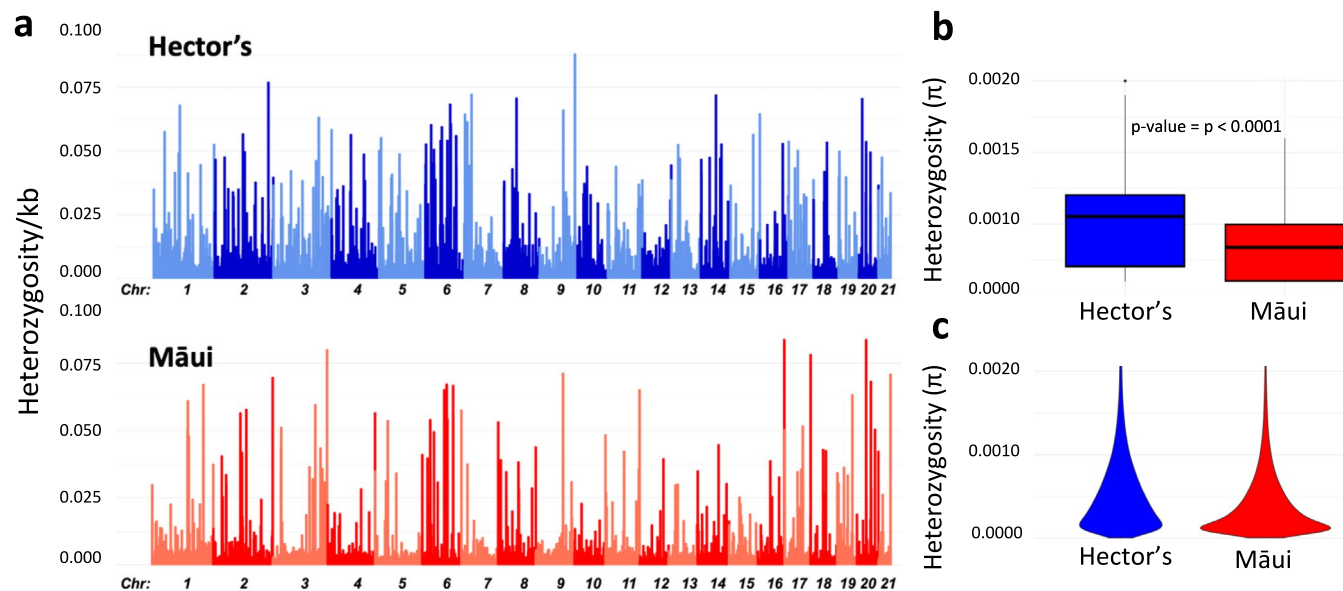 a
Heterozygosity/kb
Hector’s
0.100
0.075
0.050
0.025
0.000
Chr: 1 2 3 4 5 6 7 8 9 10 11 12 13 14 15 16 17 18 19 20 21
Māui
0.100
0.075
0.050
0.025
0.000
Chr: 1 2 3 4 5 6 7 8 9 10 11 12 13 14 15 16 17 18 19 20 21
b
Heterozygosity (π)
0.0020
0.0015
0.0010
0.0000
p-value = p < 0.0001
Hector’s Māui
c
Heterozygosity (π)
0.0020
0.0010
0.0000
Hector’s Māui